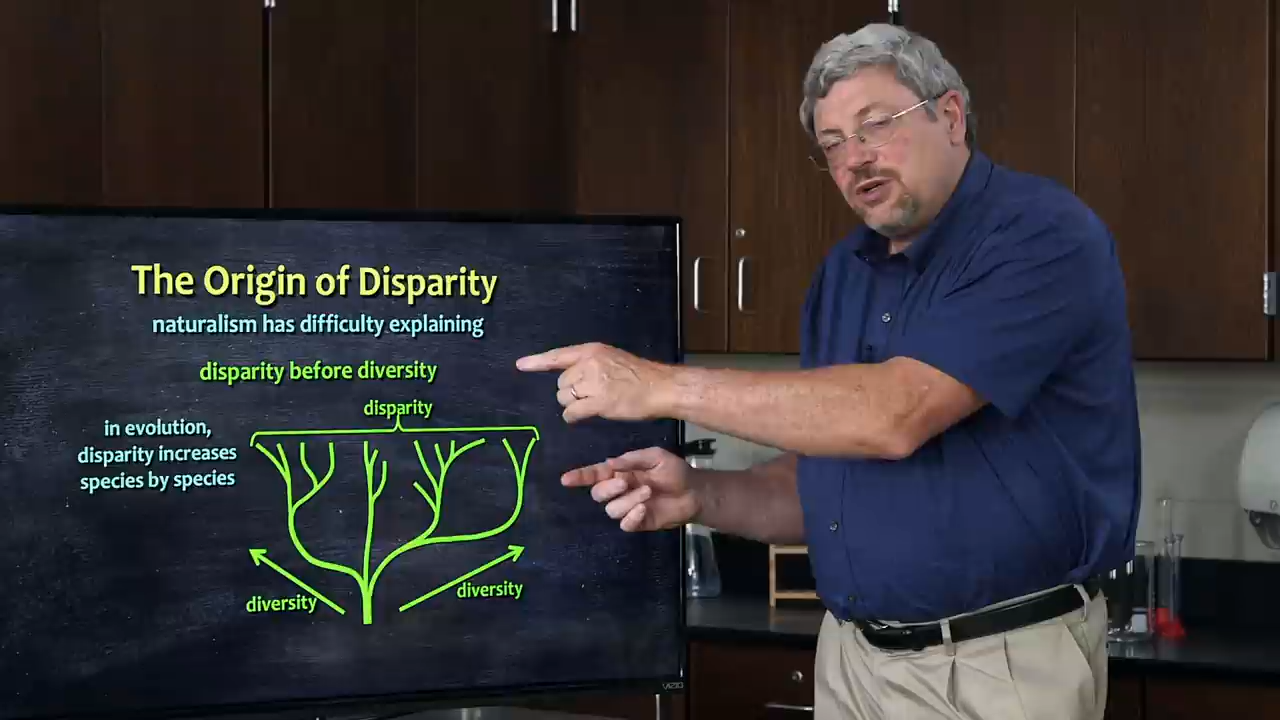 The Origin of Disparity
naturalism has difficulty explaining
disparity before diversity
disparity
in evolution,
disparity increases
species by species
diversity
diversity
VIZIO